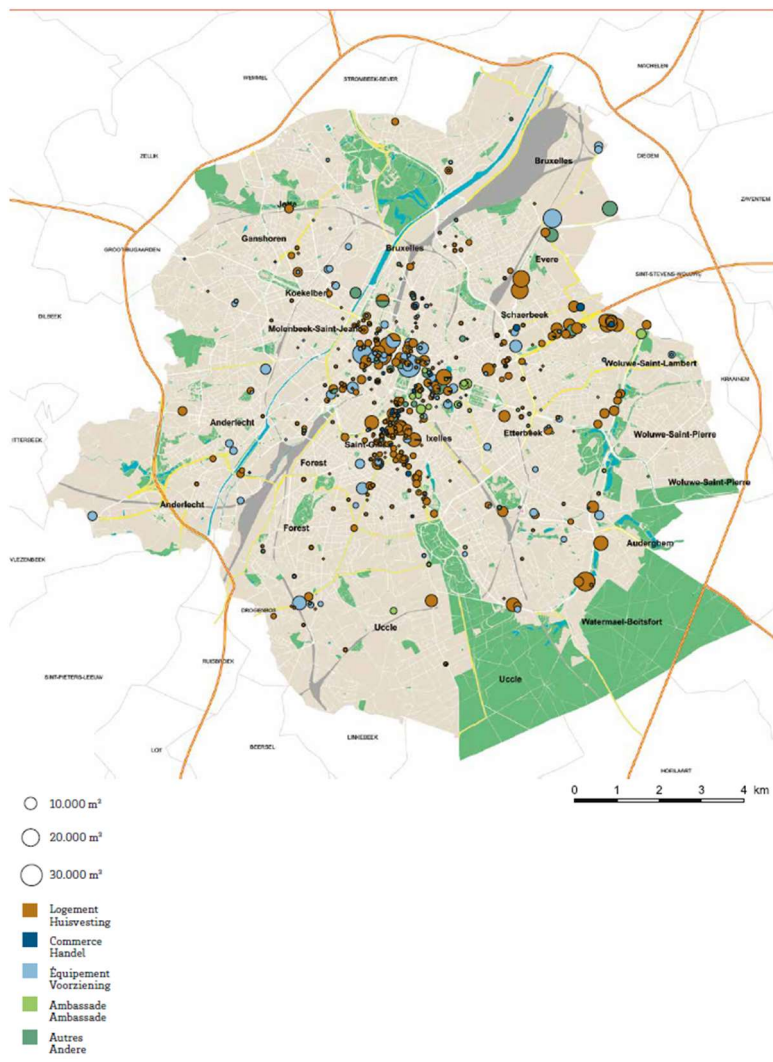 WEMMEL
STROMBEEK-BEVER
MACHELEN
ZELLIK
Bruxelles
DIEGEM
ZAVENTEM
Jette
Ganshoren
GROOT-BIJGAARDEN
Bruxelles
Evere
SINT-STEVENS-WOLUWE
Koekelberg
DILBEEK
Schaerbeek
Molenbeek-Saint-Jean
Woluwe-Saint-Lambert
KRAAINEM
Anderlecht
Etterbeek
Woluwe-Saint-Pierre
ITTERBEEK
Saint-Gilles
Ixelles
Forest
Woluwe-Saint-Pierre
Anderlecht
Forest
Auderghem
VLEZENBEEK
DROGENBOS
Uccle
Watermael-Boitsfort
RUISBROEK
SINT-PIETERS-LEEUW
Uccle
LINKEBEEK
LOT
BEERSEL
HOEILAART
0 1 2 3 4 km
10.000 m³
20.000 m³
30.000 m³
Logement
Huisvesting
Commerce
Handel
Équipement
Voorziening
Ambassade
Ambassade
Autres
Andere